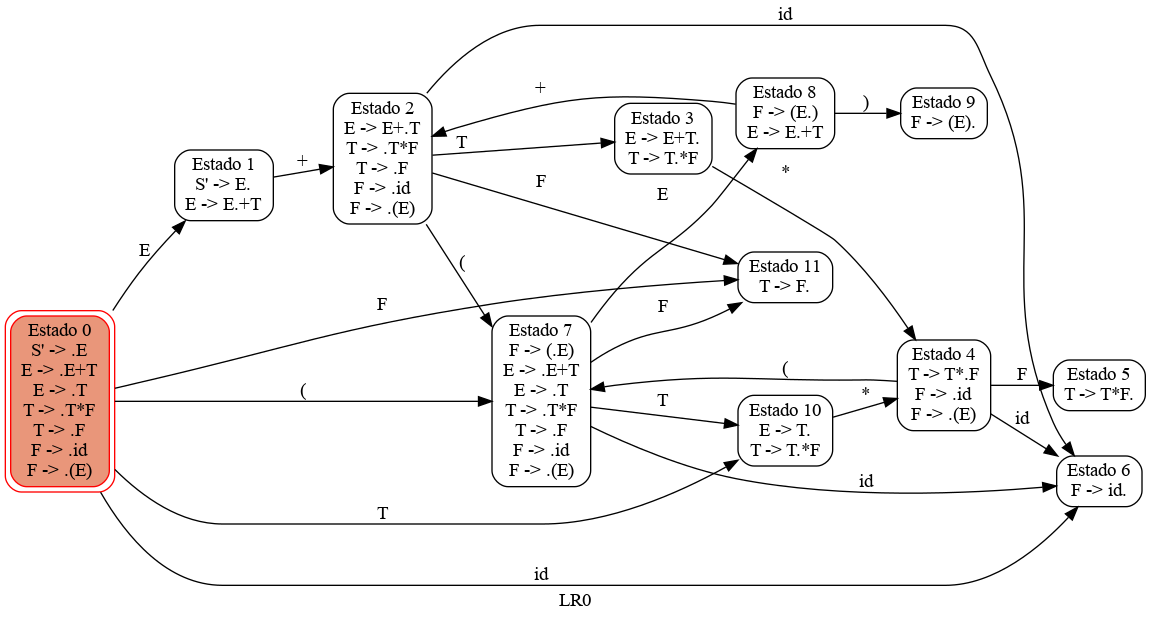 id
Estado 8
F -> (E.)
E -> E.+T
)
Estado 9
F -> (E).
+
Estado 2
E -> E+.T
T -> .T*F
T -> .F
F -> .id
F -> .(E)
T
Estado 3
E -> E+T.
T -> T.*F
*
Estado 1
S' -> E.
E -> E.+T
+
F
E
E
(
Estado 11
T -> F.
F
F
Estado 0
S' -> .E
E -> .E+T
E -> .T
T -> .T*F
T -> .F
F -> .id
F -> .(E)
(
Estado 7
F -> (.E)
E -> .E+T
E -> .T
T -> .T*F
T -> .F
F -> .id
F -> .(E)
(
Estado 4
T -> T*.F
F -> .id
F -> .(E)
F
Estado 5
T -> T*F.
T
Estado 10
E -> T.
T -> T.*F
*
id
id
Estado 6
F -> id.
T
id
LR0